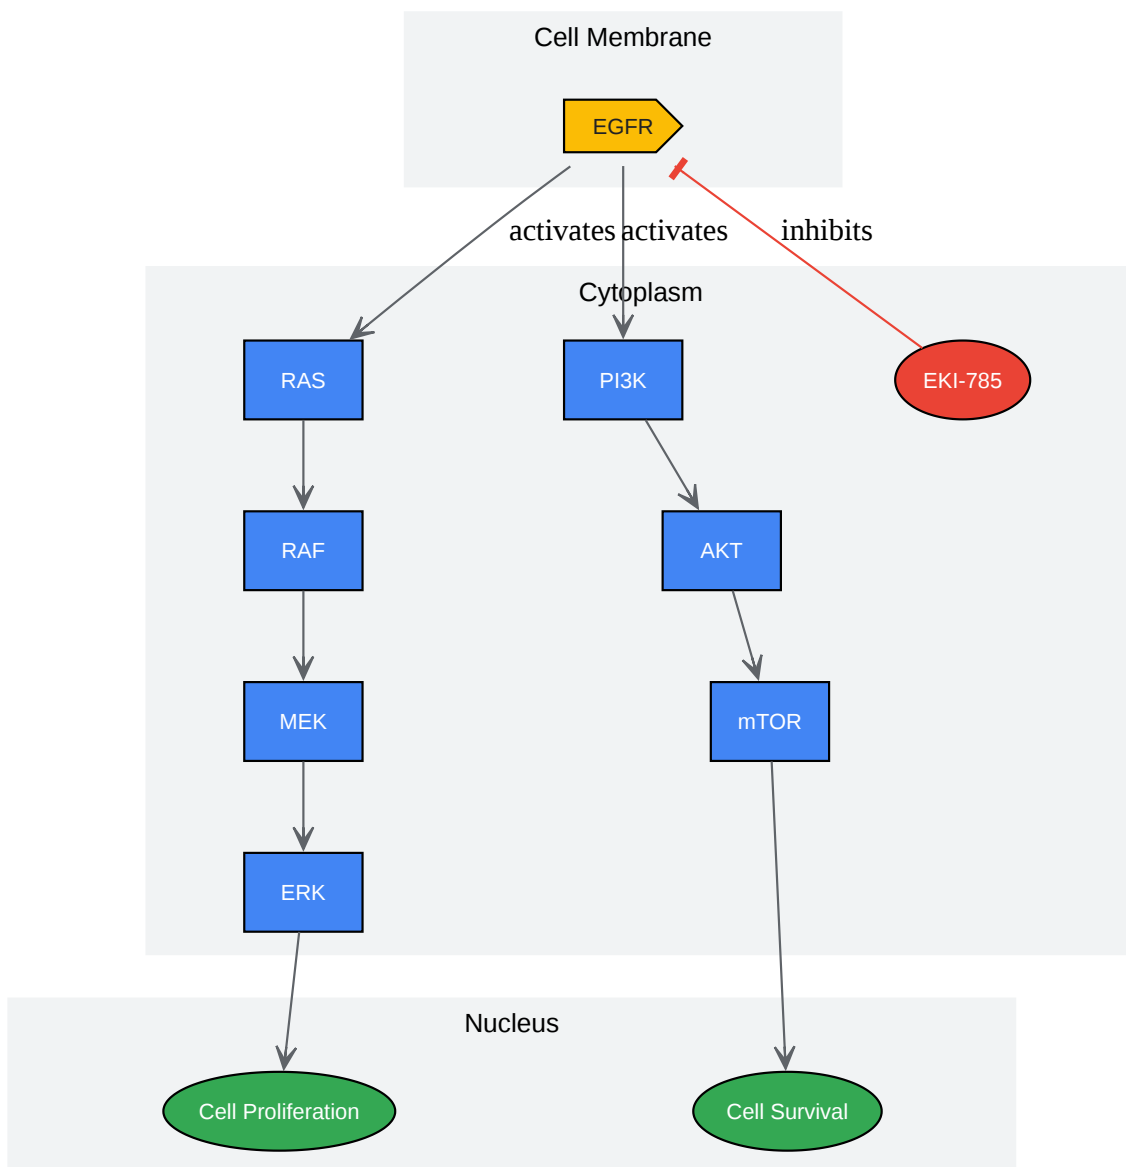 Cell Membrane
EGFR
activates activates inhibits
Cytoplasm
RAS PI3K EKI-785
RAF AKT
MEK mTOR
ERK
Nucleus
Cell Proliferation Cell Survival